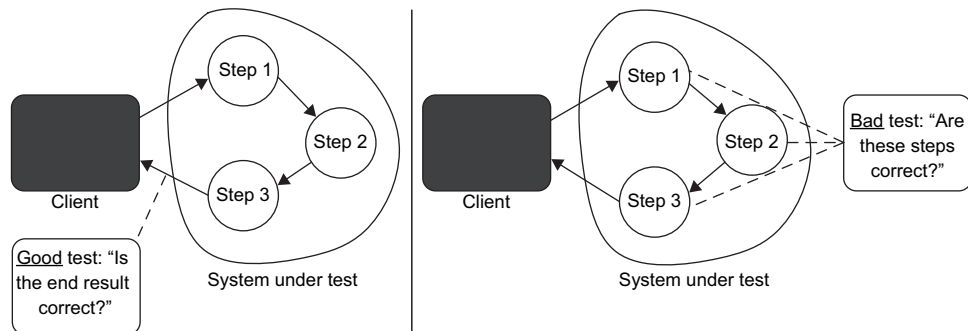 Step 1
Step 2
Step 3
Client
Good test: “Is
the end result
correct?”
System under test
Step 1
Step 2
Step 3
Client
Bad test: “Are
these steps
correct?”
System under test